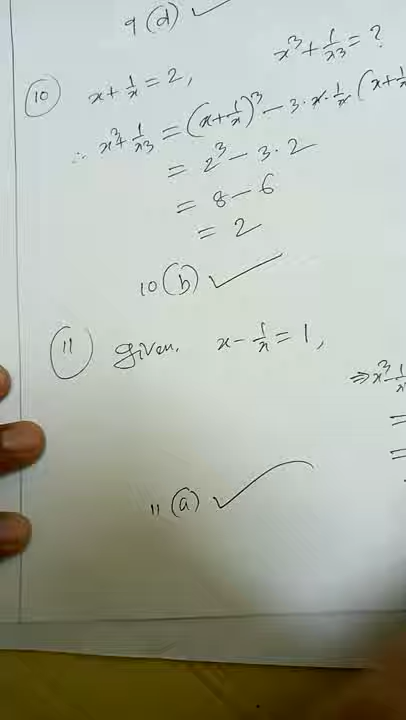 9 (d) ✓
(10) x + 1/x = 2, x³ + 1/x³ = ?
∴ x³ + 1/x³ = (x + 1/x)³ − 3·x·1/x (x + 1/x
= 2³ − 3·2
= 8 − 6
= 2
10 (b) ✓
(11) Given, x − 1/x = 1,
⇒ x³ − 1/x
=
=
11 (a) ✓